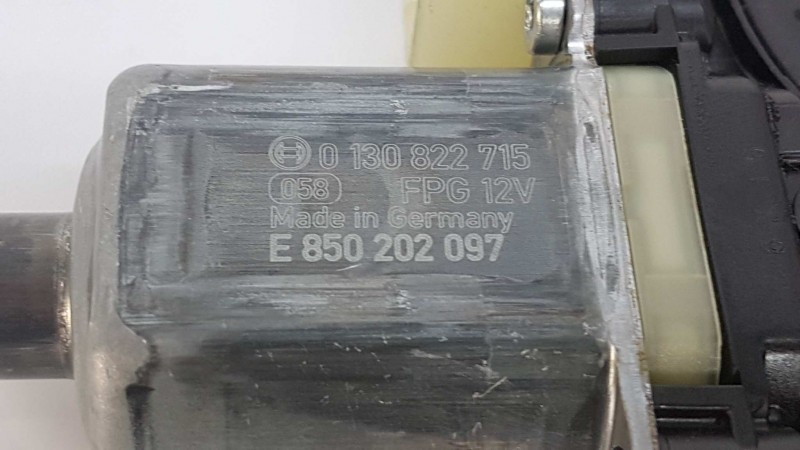 0 130 822 715
058 FPG 12V
Made in Germany
E 850 202 097